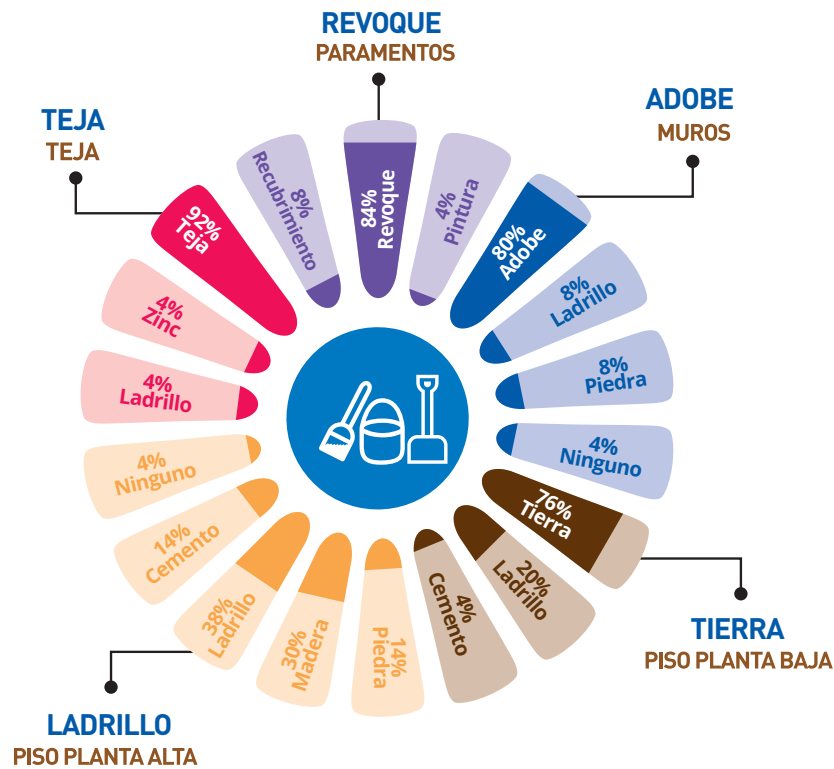 REVOQUE
PARAMENTOS
ADOBE
MUROS
TEJA
TEJA
92%
Teja
8%
Recubrimiento
84%
Revoque
4%
Pintura
80%
Adobe
8%
Ladrillo
8%
Piedra
4%
Ninguno
76%
Tierra
20%
Ladrillo
4%
Cemento
14%
Piedra
30%
Madera
38%
Ladrillo
14%
Cemento
4%
Ninguno
4%
Ladrillo
4%
Zinc
TIERRA
PISO PLANTA BAJA
LADRILLO
PISO PLANTA ALTA